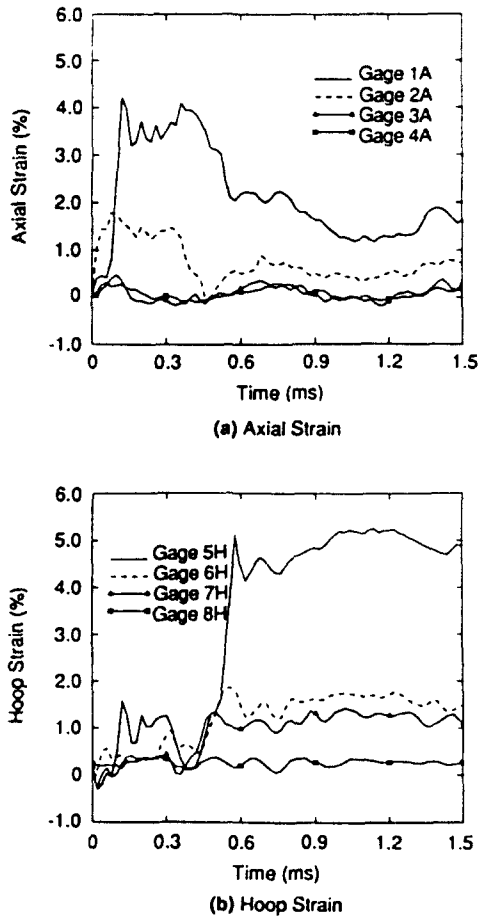 6.0
5.0
4.0
3.0
2.0
1.0
0
-1.0
Axial Strain (%)
Gage 1A
Gage 2A
Gage 3A
Gage 4A
0 0.3 0.6 0.9 1.2 1.5
Time (ms)
(a) Axial Strain
6.0
5.0
4.0
3.0
2.0
1.0
0
-1.0
Hoop Strain (%)
Gage 5H
Gage 6H
Gage 7H
Gage 8H
0 0.3 0.6 0.9 1.2 1.5
Time (ms)
(b) Hoop Strain